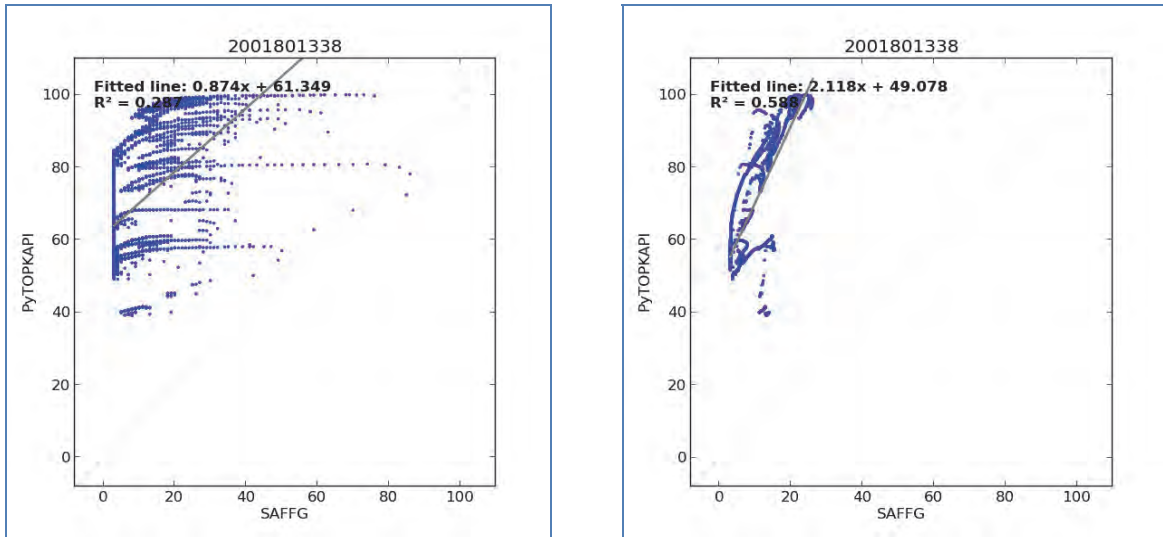 2001801338
Fitted line: 0.874x + 61.349
R² = 0.287
100
80
60
40
20
0
PyTOPKAPI
0 20 40 60 80 100
SAFFG
2001801338
Fitted line: 2.118x + 49.078
R² = 0.588
100
80
60
40
20
0
PyTOPKAPI
0 20 40 60 80 100
SAFFG